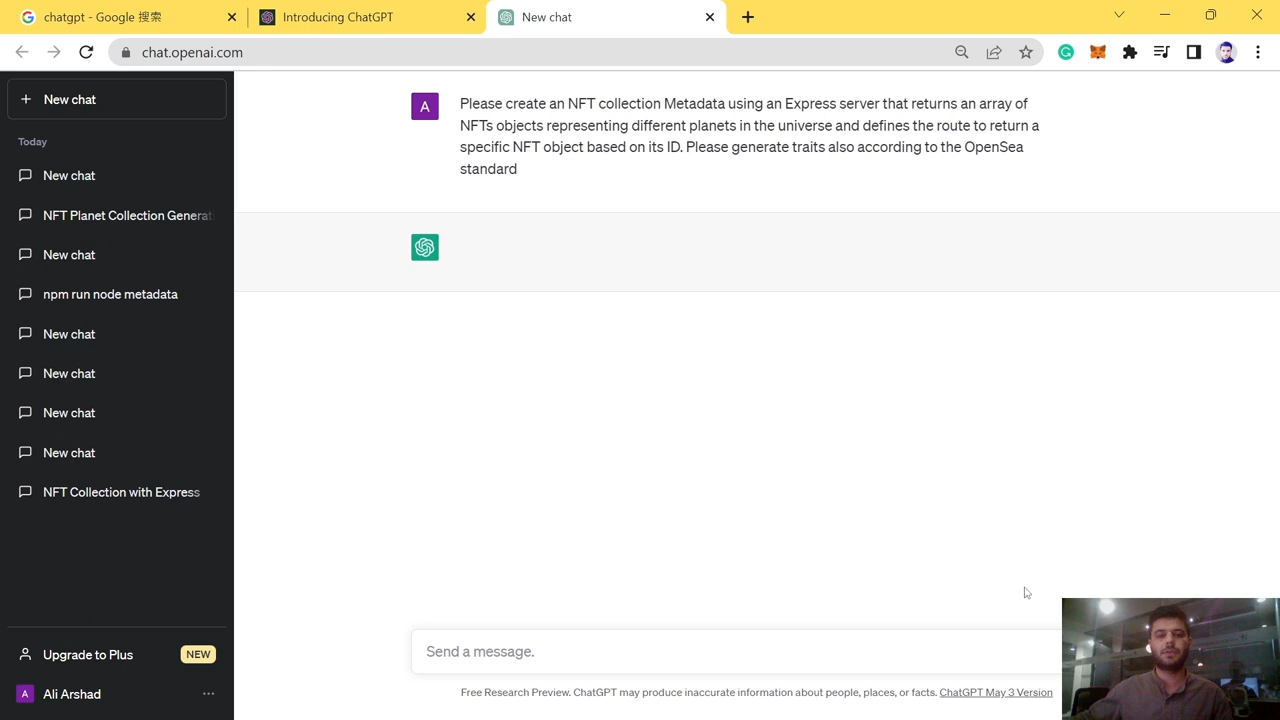 chatgpt - Google 搜索
Introducing ChatGPT
New chat
chat.openai.com
New chat
A
Please create an NFT collection Metadata using an Express server that returns an array of
NFTs objects representing different planets in the universe and defines the route to return a
specific NFT object based on its ID. Please generate traits also according to the OpenSea
standard
Today
New chat
NFT Planet Collection Generat
New chat
npm run node metadata
New chat
New chat
New chat
New chat
NFT Collection with Express
Upgrade to Plus
NEW
A
Ali Arshad
Send a message.
Free Research Preview. ChatGPT may produce inaccurate information about people, places, or facts. ChatGPT May 3 Version